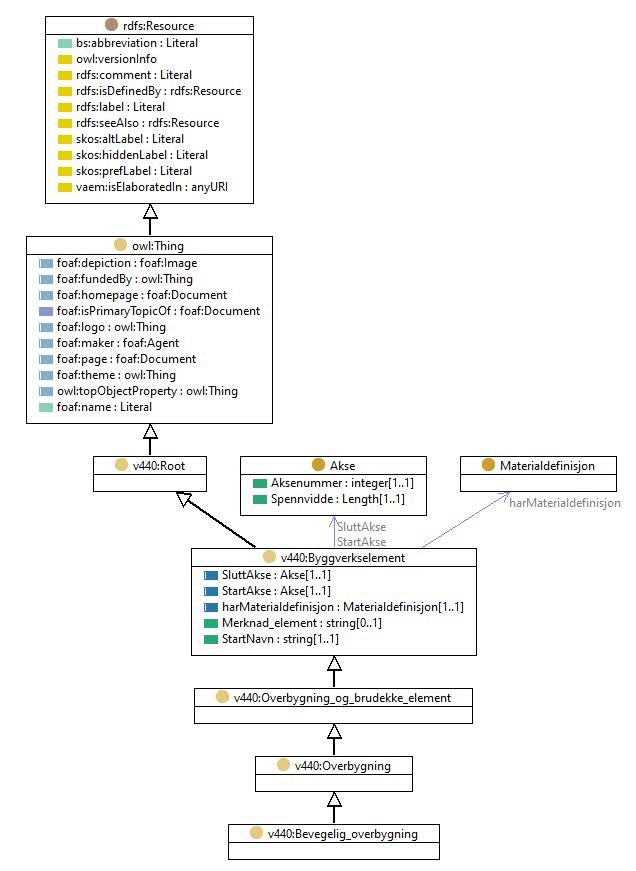 rdfs:Resource
bs:abbreviation : Literal
owl:versionInfo
rdfs:comment : Literal
rdfs:isDefinedBy : rdfs:Resource
rdfs:label : Literal
rdfs:seeAlso : rdfs:Resource
skos:altLabel : Literal
skos:hiddenLabel : Literal
skos:prefLabel : Literal
vaem:isElaboratedIn : anyURI
owl:Thing
foaf:depiction : foaf:Image
foaf:fundedBy : owl:Thing
foaf:homepage : foaf:Document
foaf:isPrimaryTopicOf : foaf:Document
foaf:logo : owl:Thing
foaf:maker : foaf:Agent
foaf:page : foaf:Document
foaf:theme : owl:Thing
owl:topObjectProperty : owl:Thing
foaf:name : Literal
v440:Root
Akse
Aksenummer : integer[1..1]
Spennvidde : Length[1..1]
Materialdefinisjon
harMaterialdefinisjon
SluttAkse
StartAkse
v440:Byggverkselement
SluttAkse : Akse[1..1]
StartAkse : Akse[1..1]
harMaterialdefinisjon : Materialdefinisjon[1..1]
Merknad_element : string[0..1]
StartNavn : string[1..1]
v440:Overbygning_og_brudekke_element
v440:Overbygning
v440:Bevegelig_overbygning